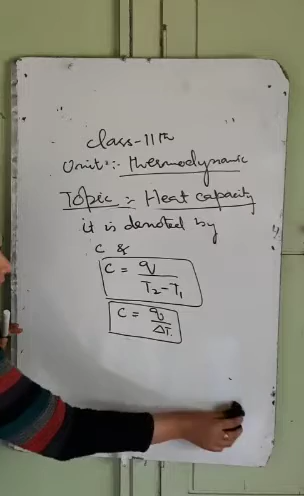 class-11th
Unit:- thermodynamic
Topic :- Heat capacity
it is denoted by
C &
C = q / T₂-T₁
C = q / ΔT.